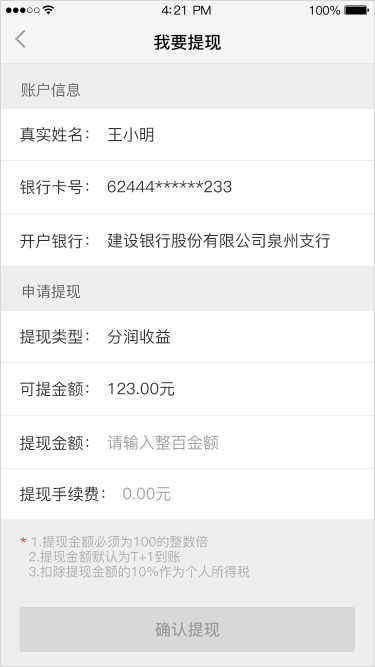 4:21 PM
100%
我要提现
账户信息
真实姓名： 王小明
银行卡号： 62444******233
开户银行： 建设银行股份有限公司泉州支行
申请提现
提现类型： 分润收益
可提金额： 123.00元
提现金额： 请输入整百金额
提现手续费： 0.00元
* 1.提现金额必须为100的整数倍
2.提现金额默认为T+1到账
3.扣除提现金额的10%作为个人所得税
确认提现